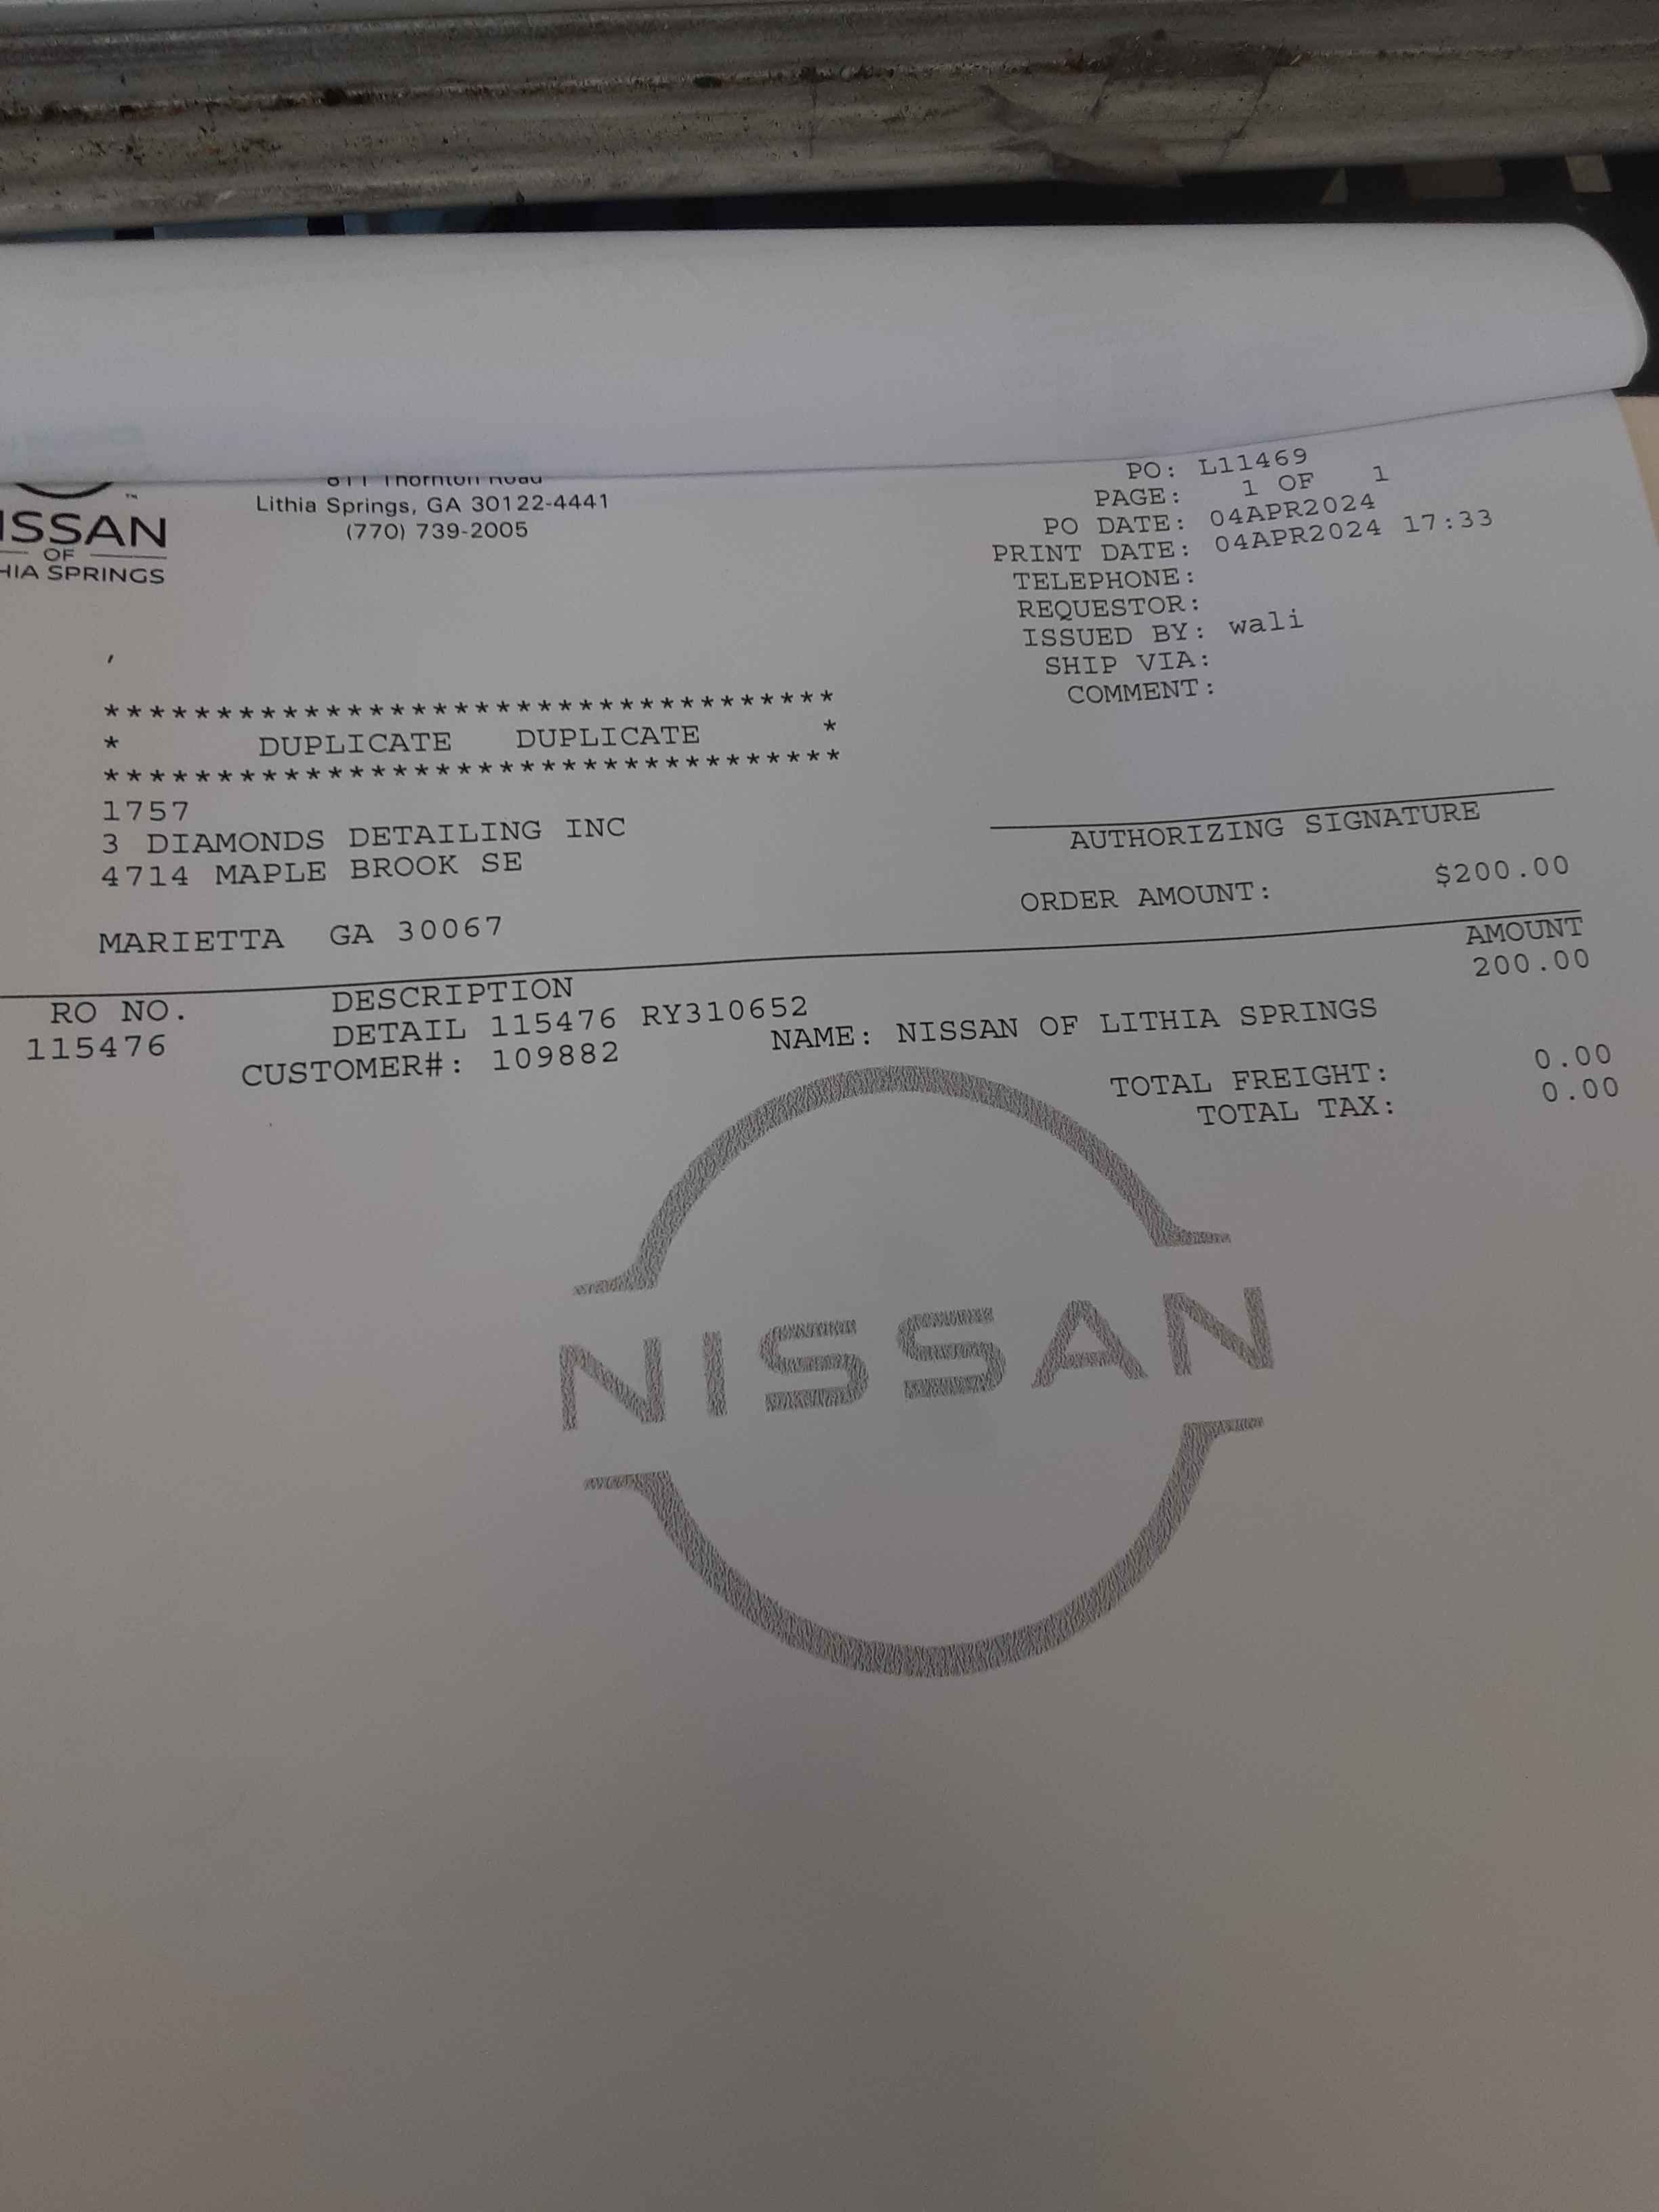 Thornton Road
Lithia Springs, GA 30122-4441
(770) 739-2005
ISSAN
OF
HIA SPRINGS
™
PO: L11469
PAGE: 1 OF 1
PO DATE: 04APR2024
PRINT DATE: 04APR2024 17:33
TELEPHONE:
REQUESTOR:
ISSUED BY: wali
SHIP VIA:
COMMENT:
,
***********************************
* DUPLICATE DUPLICATE *
***********************************
1757
3 DIAMONDS DETAILING INC
4714 MAPLE BROOK SE
MARIETTA GA 30067
AUTHORIZING SIGNATURE
ORDER AMOUNT: $200.00
RO NO. DESCRIPTION AMOUNT
115476 DETAIL 115476 RY310652 200.00
CUSTOMER#: 109882 NAME: NISSAN OF LITHIA SPRINGS
TOTAL FREIGHT: 0.00
TOTAL TAX: 0.00
NISSAN